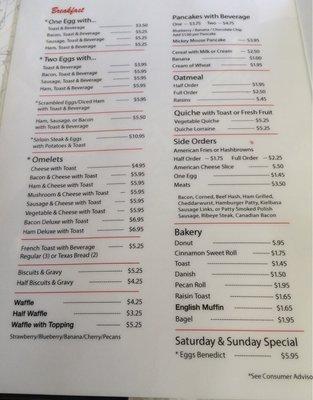 Breakfast
*One Egg with...
Toast & Beverage $3.50
Bacon, Toast & Beverage $5.25
Sausage, Toast & Beverage $5.25
Ham, Toast & Beverage $5.25
*Two Eggs with...
Toast & Beverage $3.95
Bacon, Toast & Beverage $5.95
Sausage, Toast & Beverage $5.95
Ham, Toast & Beverage $5.95
*Scrambled Eggs/Diced Ham $5.95
with Toast & Beverage
Ham, Sausage, or Bacon $5.50
with Toast & Beverage
*Sirloin Steak & Eggs $10.95
with Potatoes & Toast
*Omelets
Cheese with Toast $4.95
Bacon & Cheese with Toast $5.95
Ham & Cheese with Toast $5.95
Mushroom & Cheese with Toast $5.95
Sausage & Cheese with Toast $5.95
Vegetable & Cheese with Toast $5.95
Bacon Deluxe with Toast $6.95
Ham Deluxe with Toast $6.95
French Toast with Beverage $5.25
Regular (3) or Texas Bread (2)
Biscuits & Gravy $5.25
Half Biscuits & Gravy $4.25
Waffle $4.25
Half Waffle $3.25
Waffle with Topping $5.25
Strawberry/Blueberry/Banana/Cherry/Pecans
Pancakes with Beverage
One - $3.75 Two - $4.75
Blueberry / Banana / Chocolate Chip
Add $1.00 per Pancake
Mickey Mouse Pancake $3.95
Cereal with Milk or Cream $2.50
Banana $1.00
Cream of Wheat $1.95
Oatmeal
Half Order $1.95
Full Order $2.50
Raisins $.45
Quiche with Toast or Fresh Fruit
Vegetable Quiche $5.25
Quiche Lorraine $5.25
Side Orders
American Fries or Hashbrowns
Half Order - $1.75 Full Order - $2.25
American Cheese Slice $.50
One Egg $1.45
Meats $3.50
Bacon, Corned, Beef Hash, Ham Grilled,
Cheddarwurst, Hamburger Patty, Kielbasa
Sausage Links, or Patty Smoked Polish
Sausage, Ribeye Steak, Canadian Bacon
Bakery
Donut $.95
Cinnamon Sweet Roll $1.75
Toast $1.45
Danish $1.50
Pecan Roll $1.95
Raisin Toast $1.65
English Muffin $1.65
Bagel $1.95
Saturday & Sunday Special
* Eggs Benedict $5.95
*See Consumer Adviso